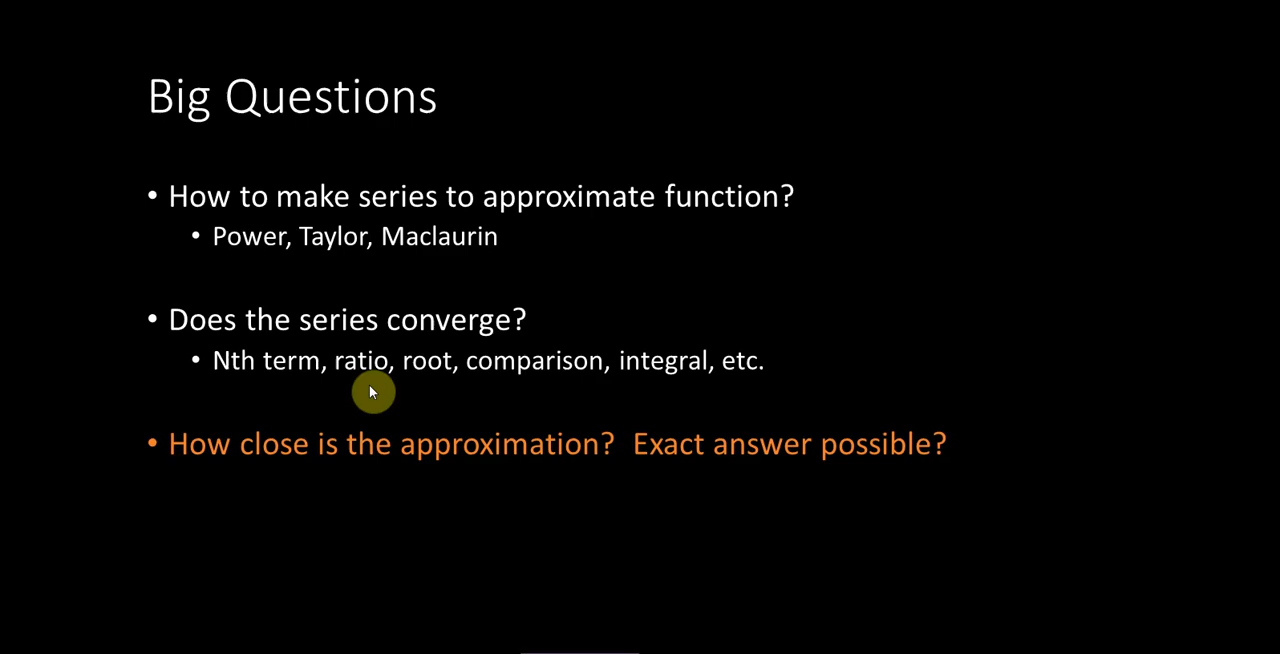 Big Questions
• How to make series to approximate function?
• Power, Taylor, Maclaurin
• Does the series converge?
• Nth term, ratio, root, comparison, integral, etc.
• How close is the approximation?  Exact answer possible?